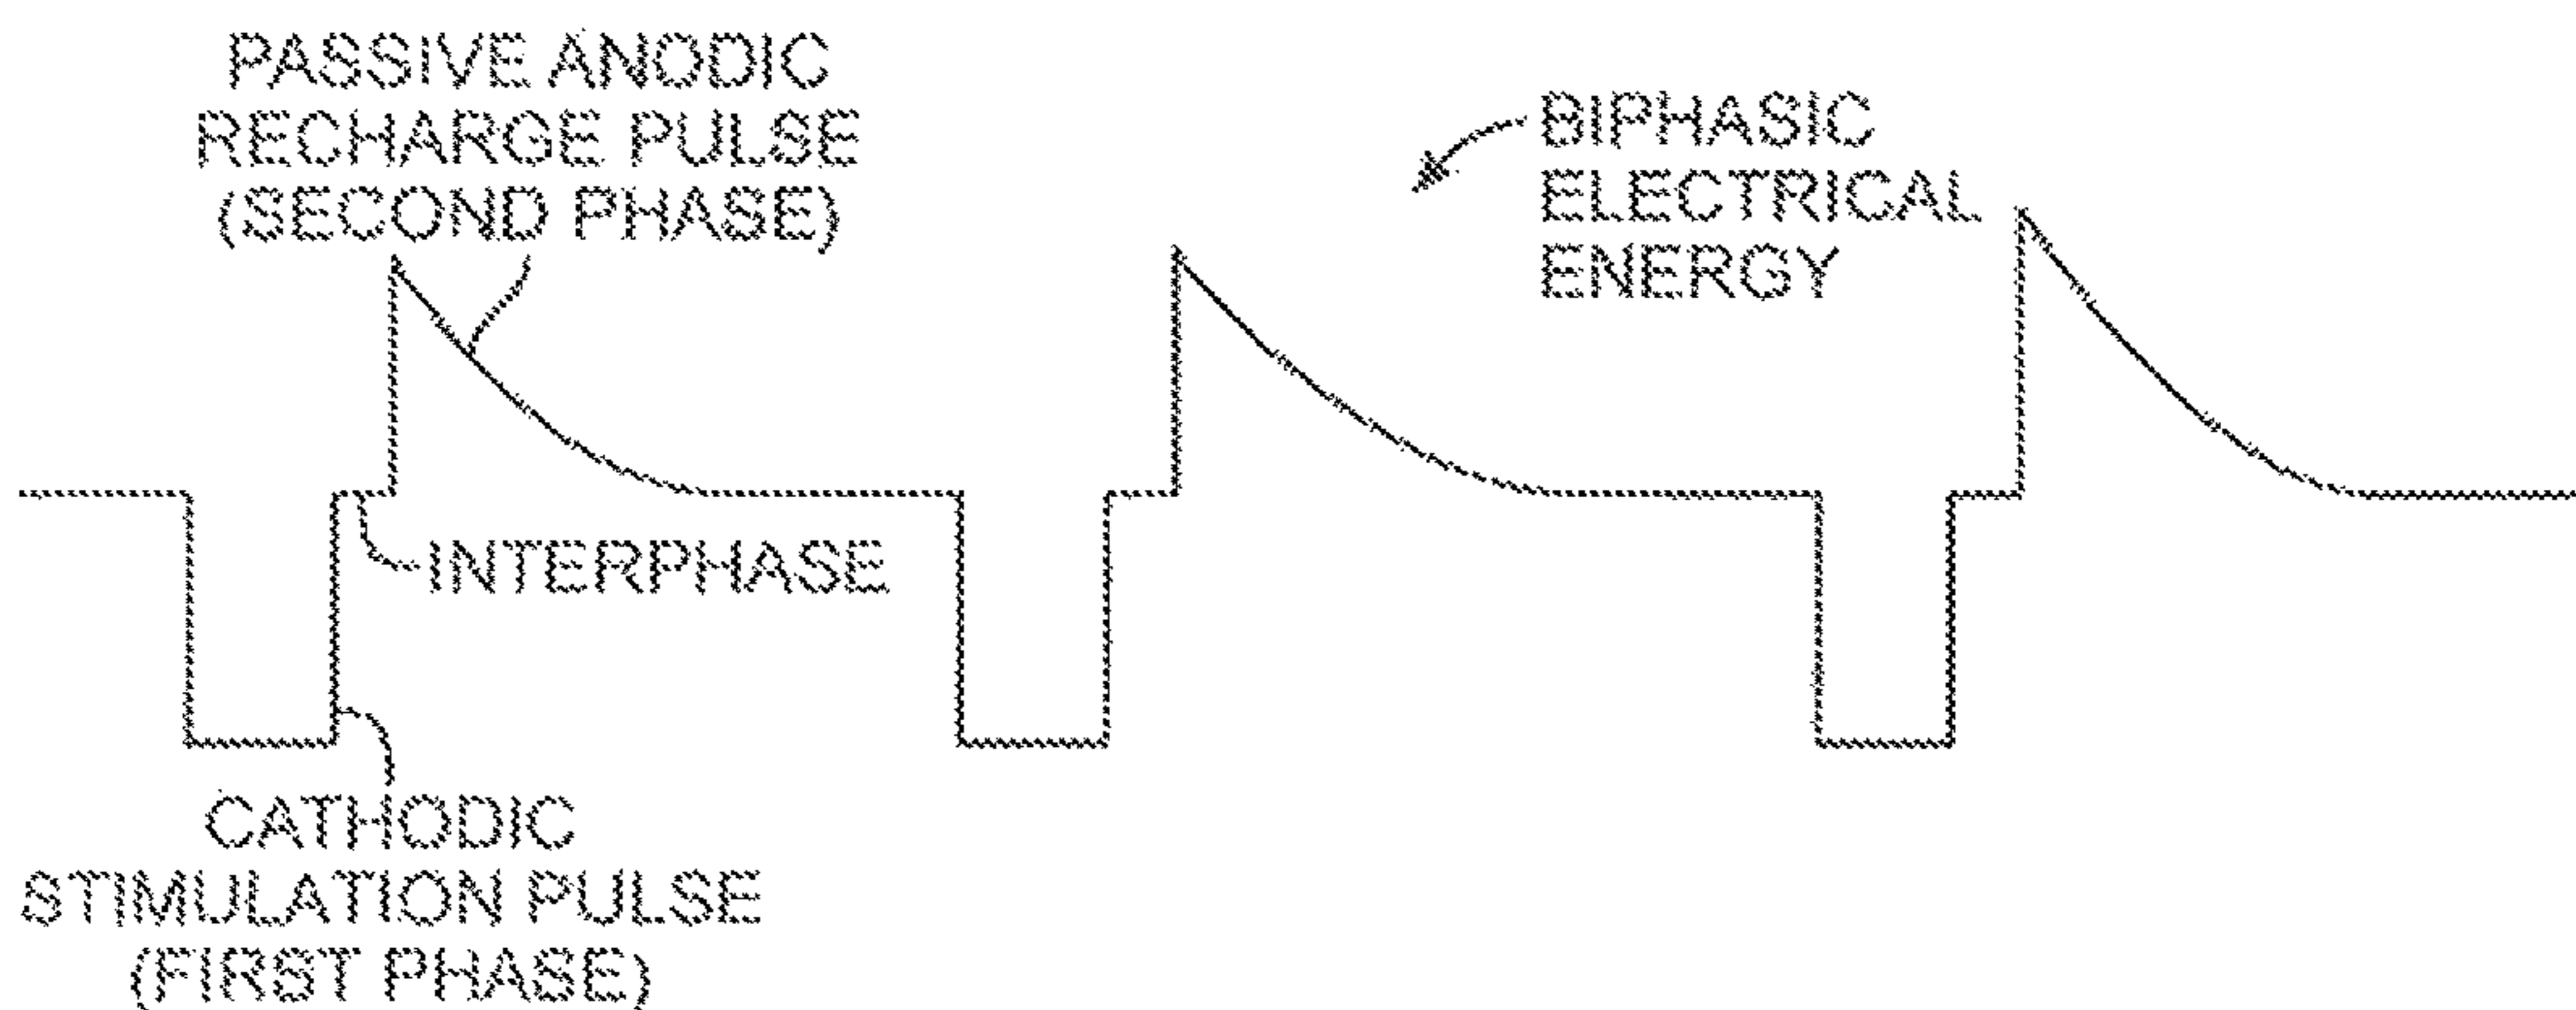 PASSIVE ANODIC
RECHARGE PULSE
(SECOND PHASE)
BIPHASIC
ELECTRICAL
ENERGY
INTERPHASE
CATHODIC
STIMULATION PULSE
(FIRST PHASE)